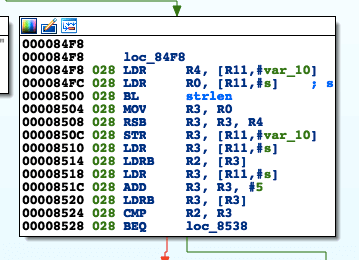 "
000084F8
000084F8 loc_84F8
000084F8 028 LDR R4, [R11,#var_10]
000084FC 028 LDR R0, [R11,#s] ; s
00008500 028 BL strlen
00008504 028 MOV R3, R0
00008508 028 RSB R3, R3, R4
0000850C 028 STR R3, [R11,#var_10]
00008510 028 LDR R3, [R11,#s]
00008514 028 LDRB R2, [R3]
00008518 028 LDR R3, [R11,#s]
0000851C 028 ADD R3, R3, #5
00008520 028 LDRB R3, [R3]
00008524 028 CMP R2, R3
00008528 028 BEQ loc_8538